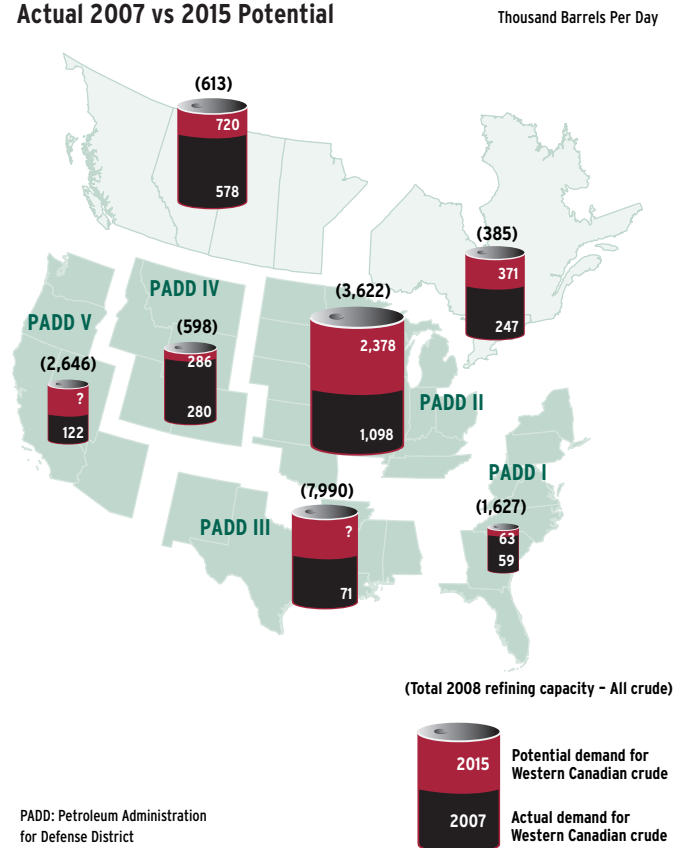 Actual 2007 vs 2015 Potential
Thousand Barrels Per Day
(613)
720
578
(385)
371
247
PADD IV
(598)
286
280
(3,622)
2,378
1,098
PADD II
PADD V
(2,646)
?
122
PADD I
(1,627)
63
59
PADD III
(7,990)
?
71
(Total 2008 refining capacity – All crude)
2015
Potential demand for
Western Canadian crude
2007
Actual demand for
Western Canadian crude
PADD: Petroleum Administration
for Defense District